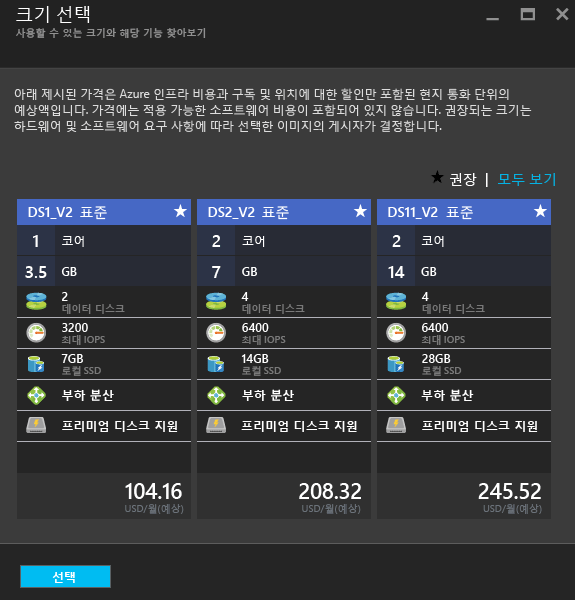 크기 선택
사용할 수 있는 크기와 해당 기능 찾아보기
아래 제시된 가격은 Azure 인프라 비용과 구독 및 위치에 대한 할인만 포함된 현지 통화 단위의
예상액입니다. 가격에는 적용 가능한 소프트웨어 비용이 포함되어 있지 않습니다. 권장되는 크기는
하드웨어 및 소프트웨어 요구 사항에 따라 선택한 이미지의 게시자가 결정합니다.
★ 권장 | 모두 보기
DS1_V2 표준 ★
1 코어
3.5 GB
2
데이터 디스크
3200
최대 IOPS
7GB
로컬 SSD
부하 분산
프리미엄 디스크 지원
104.16
USD/월(예상)
DS2_V2 표준 ★
2 코어
7 GB
4
데이터 디스크
6400
최대 IOPS
14GB
로컬 SSD
부하 분산
프리미엄 디스크 지원
208.32
USD/월(예상)
DS11_V2 표준 ★
2 코어
14 GB
4
데이터 디스크
6400
최대 IOPS
28GB
로컬 SSD
부하 분산
프리미엄 디스크 지원
245.52
USD/월(예상)
선택